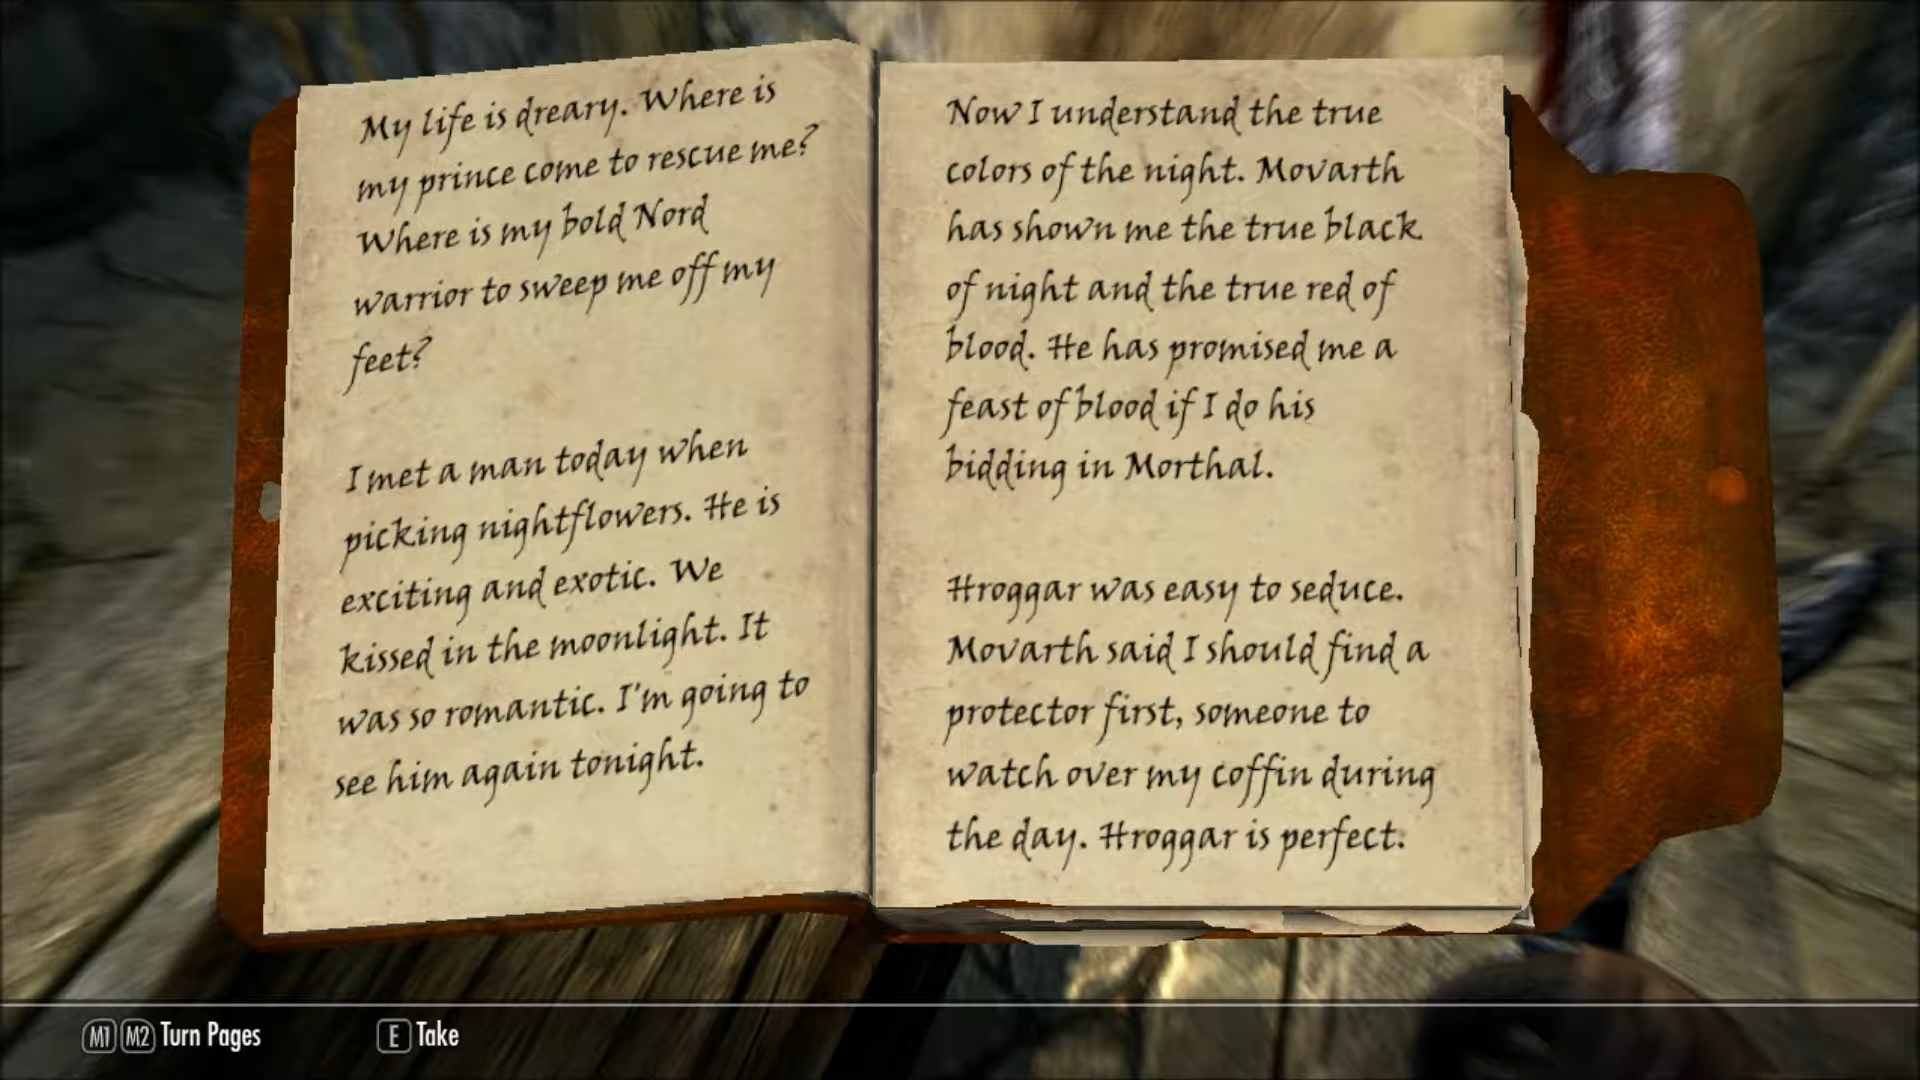 My life is dreary. Where is
my prince come to rescue me?
Where is my bold Nord
warrior to sweep me off my
feet?
I met a man today when
picking nightflowers. He is
exciting and exotic. We
kissed in the moonlight. It
was so romantic. I'm going to
see him again tonight.
Now I understand the true
colors of the night. Movarth
has shown me the true black
of night and the true red of
blood. He has promised me a
feast of blood if I do his
bidding in Morthal.
Hroggar was easy to seduce.
Movarth said I should find a
protector first, someone to
watch over my coffin during
the day. Hroggar is perfect.
M1 M2 Turn Pages E Take